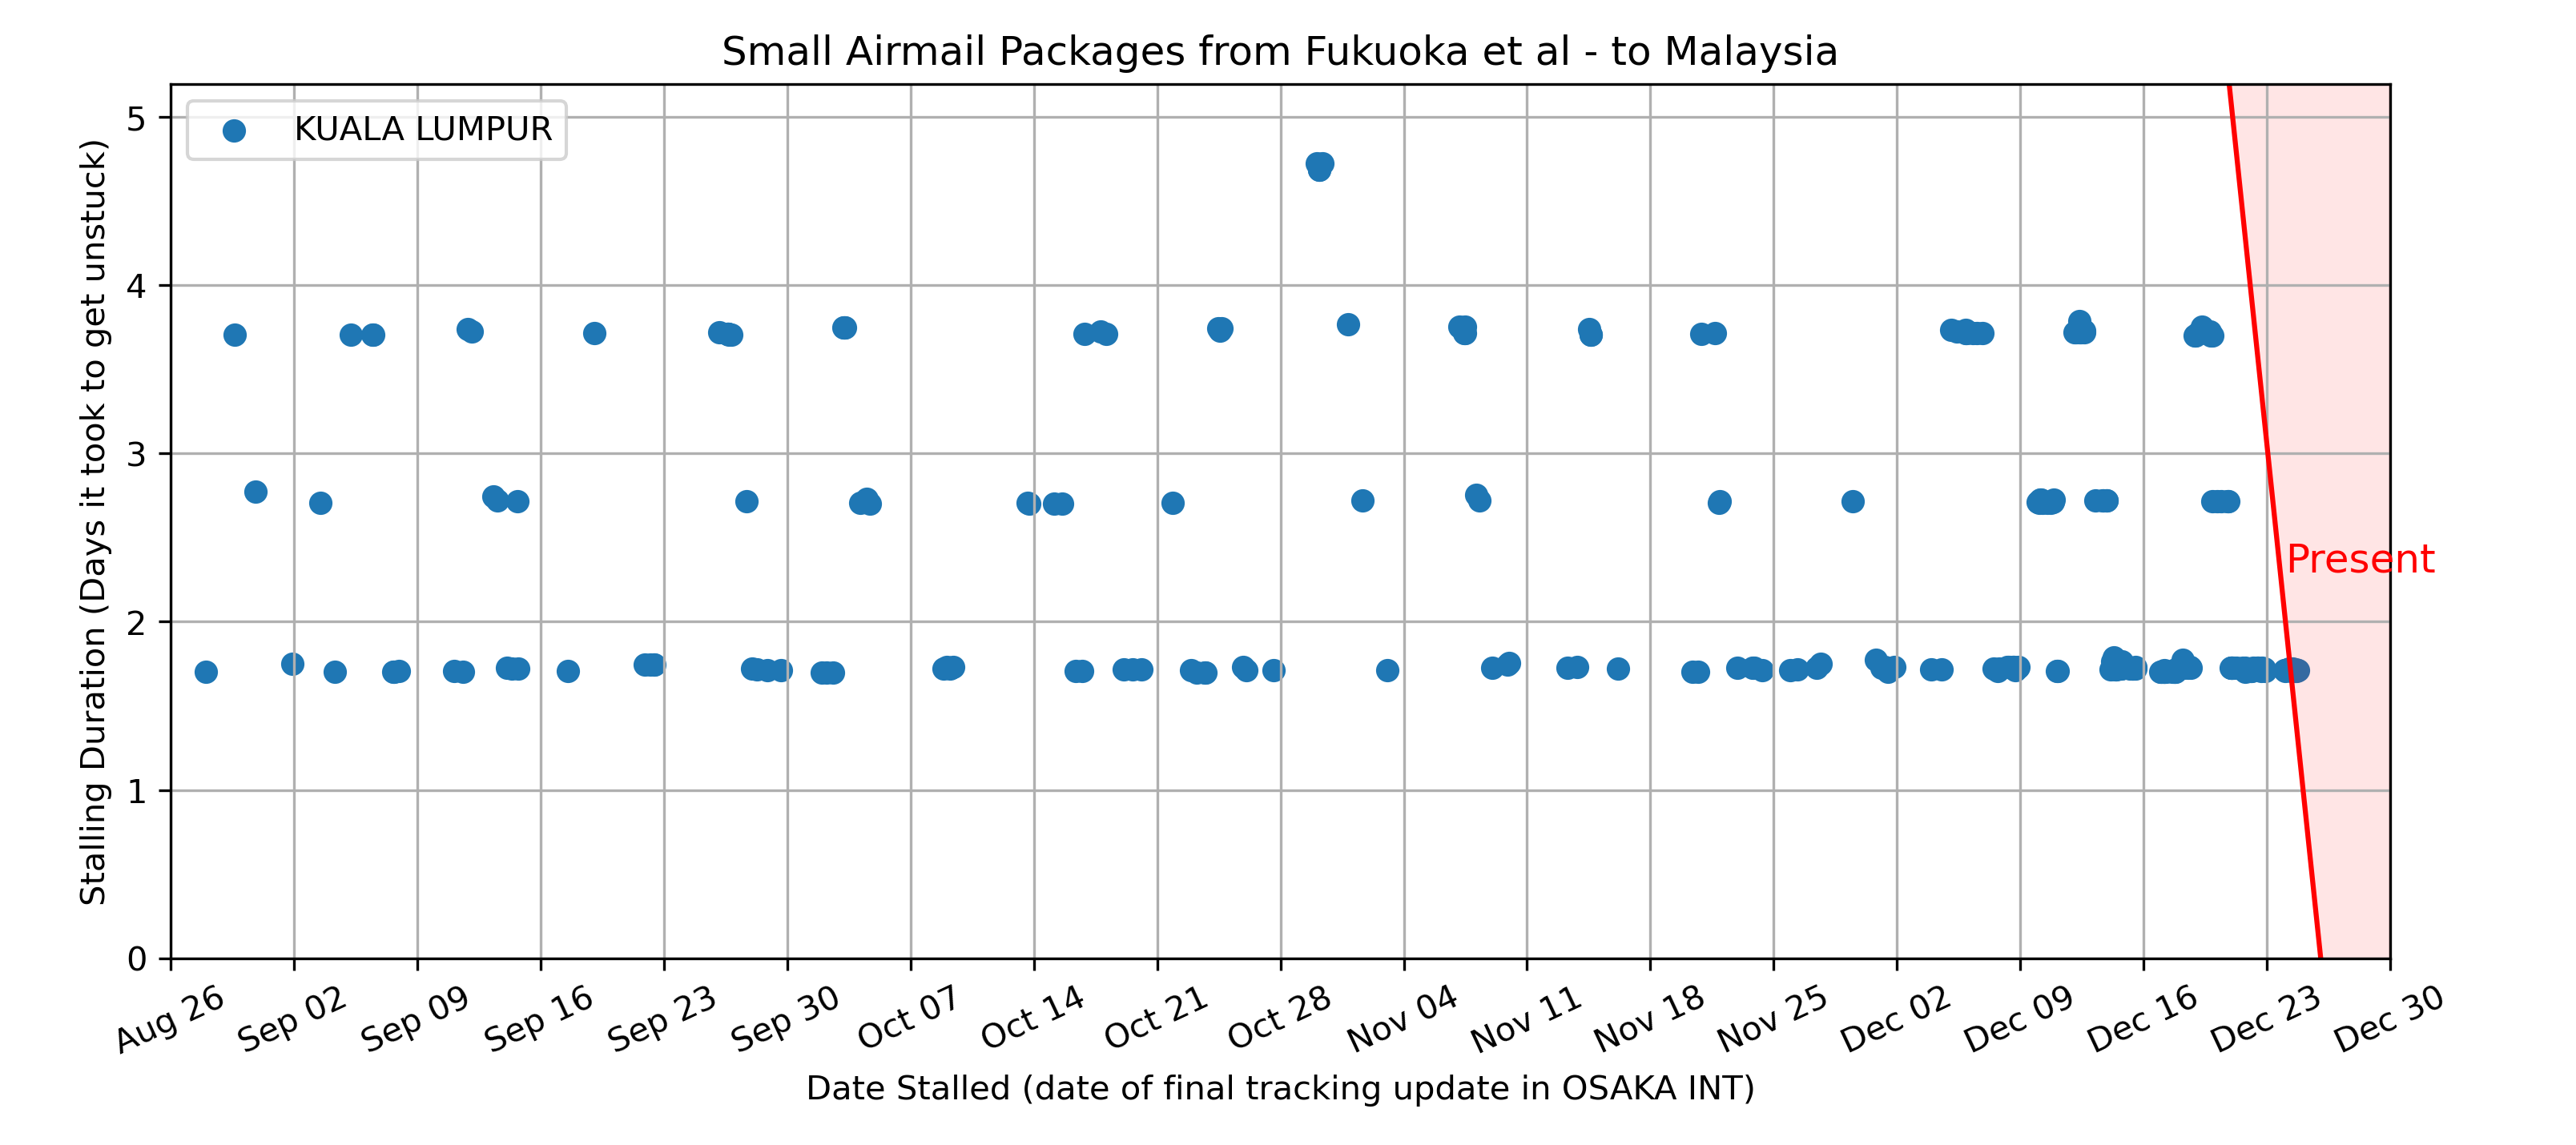 Small Airmail Packages from Fukuoka et al - to Malaysia
KUALA LUMPUR
Stalling Duration (Days it took to get unstuck)
5
4
3
2
1
0
Present
Aug 26
Sep 02
Sep 09
Sep 16
Sep 23
Sep 30
Oct 07
Oct 14
Oct 21
Oct 28
Nov 04
Nov 11
Nov 18
Nov 25
Dec 02
Dec 09
Dec 16
Dec 23
Dec 30
Date Stalled (date of final tracking update in OSAKA INT)